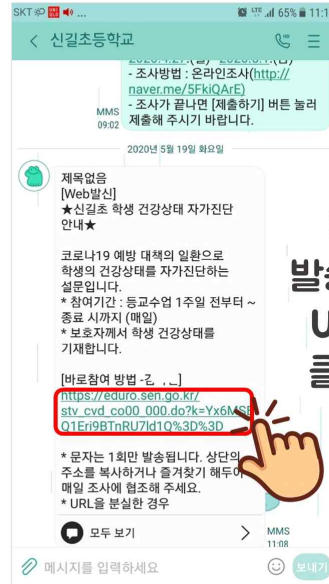 SKT
... LTE 65% 11:1
신길초등학교
- 조사방법 : 온라인조사(http://
naver.me/5FkiQArE)
- 조사가 끝나면 [제출하기] 버튼 눌러
제출해 주시기 바랍니다.
MMS
09:02
2020년 5월 19일 화요일
제목없음
[Web발신]
★신길초 학생 건강상태 자가진단
안내★
코로나19 예방 대책의 일환으로
학생의 건강상태를 자가진단하는
설문입니다.
* 참여기간 : 등교수업 1주일 전부터 ~
종료 시까지 (매일)
* 보호자께서 학생 건강상태를
기재합니다.
[바로참여 방법 -
https://eduro.sen.go.kr/
stv_cvd_co00_000.do?k=Yx6MSE
Q1Eri9BTnRU7ld1Q%3D%3D
* 문자는 1회만 발송됩니다. 상단의
주소를 복사하거나 즐겨찾기 해두어
매일 조사에 협조해 주세요.
* URL을 분실한 경우
모두 보기
MMS
11:08
메시지를 입력하세요
보내기